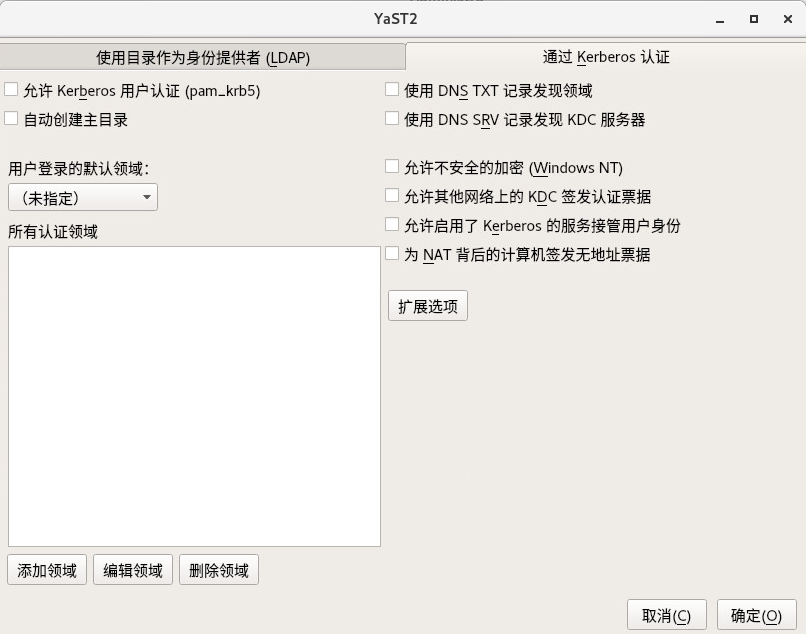 YaST2
使用目录作为身份提供者 (LDAP)
通过 Kerberos 认证
允许 Kerberos 用户认证 (pam_krb5)
自动创建主目录
用户登录的默认领域：
（未指定）
所有认证领域
添加领域
编辑领域
删除领域
使用 DNS TXT 记录发现领域
使用 DNS SRV 记录发现 KDC 服务器
允许不安全的加密 (Windows NT)
允许其他网络上的 KDC 签发认证票据
允许启用了 Kerberos 的服务接管用户身份
为 NAT 背后的计算机签发无地址票据
扩展选项
取消(C)
确定(O)